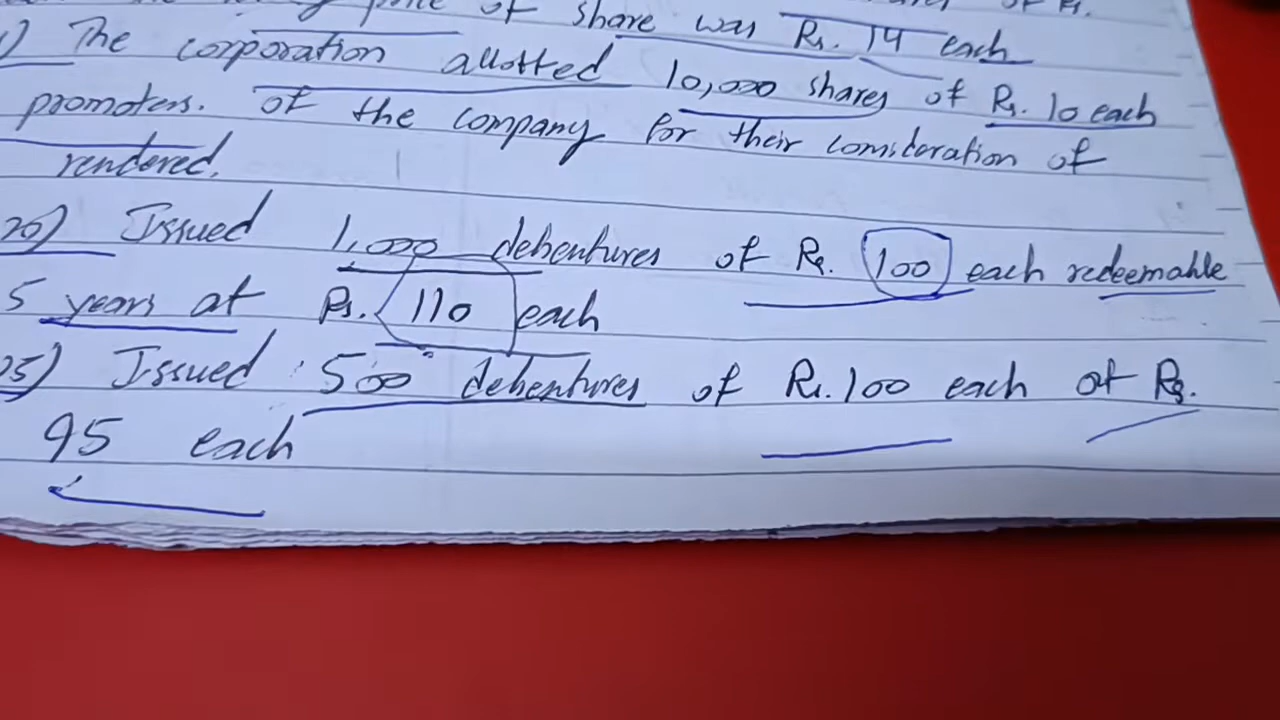 of share was Rs. 14 each
1) The corporation allotted 10,000 shares of Rs. 10 each
promoters. of the company for their consideration of
rendered.
20) Issued 1,000 debentures of Rs. 100 each redeemable
5 years at Rs. 110 each
25) Issued 500 debentures of Rs. 100 each at Rs.
95 each